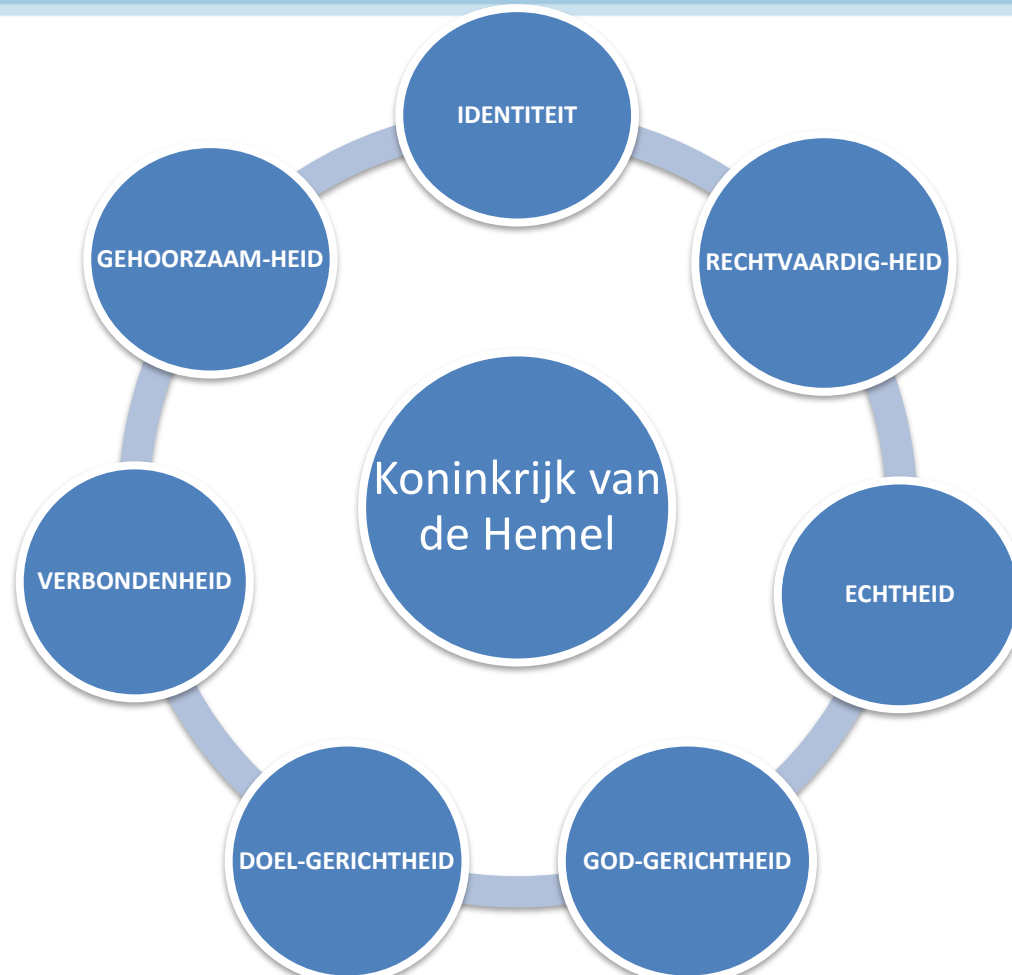 IDENTITEIT
RECHTVAARDIG-HEID
ECHTHEID
GOD-GERICHTHEID
DOEL-GERICHTHEID
VERBONDENHEID
GEHOORZAAM-HEID
Koninkrijk van
de Hemel